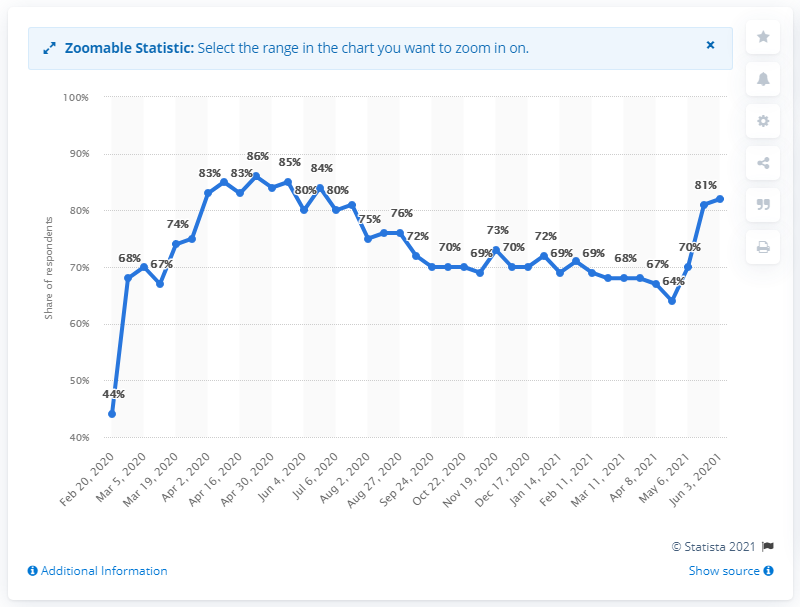 Zoomable Statistic: Select the range in the chart you want to zoom in on.
×
100%
90%
80%
70%
60%
50%
40%
Share of respondents
44%
68%
67%
74%
83%
83%
86%
85%
80%
84%
80%
75%
76%
72%
70%
69%
73%
70%
72%
69%
69%
68%
67%
64%
70%
81%
Feb 20, 2020
Mar 5, 2020
Mar 19, 2020
Apr 2, 2020
Apr 16, 2020
Apr 30, 2020
Jun 4, 2020
Jul 6, 2020
Aug 2, 2020
Aug 27, 2020
Sep 24, 2020
Oct 22, 2020
Nov 19, 2020
Dec 17, 2020
Jan 14, 2021
Feb 11, 2021
Mar 11, 2021
Apr 8, 2021
May 6, 2021
Jun 3, 20201
© Statista 2021
Additional Information
Show source